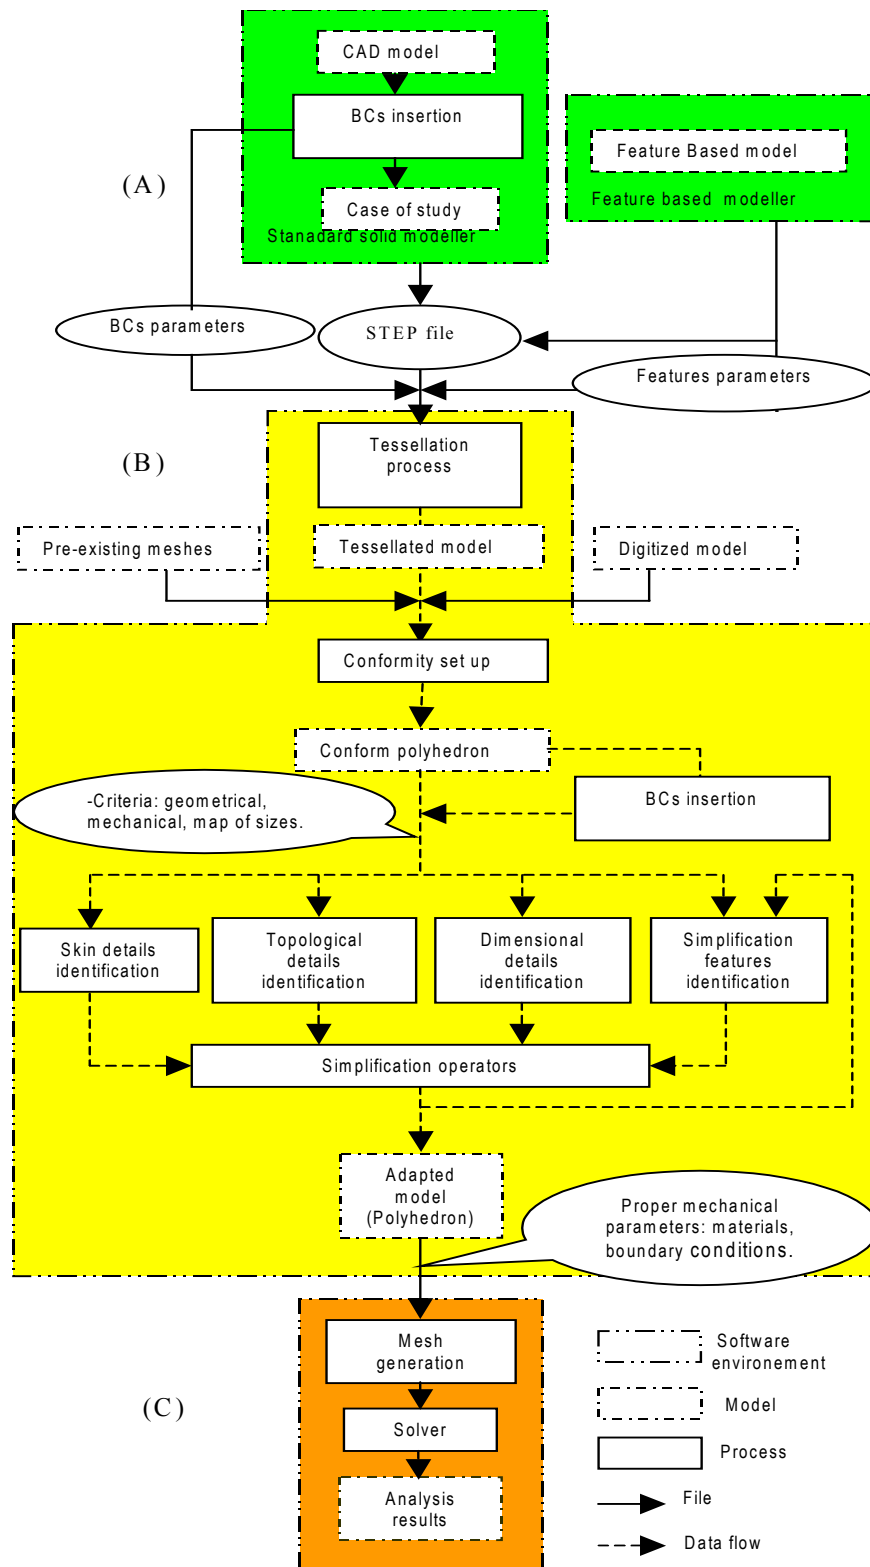 CAD model
BCs insertion
Feature Based model
(A)
Case of study
Feature based modeller
Stanadard solid modeller
BCs parameters
STEP file
Features parameters
(B)
Tessellation
process
Pre-existing meshes
Tessellated model
Digitized model
Conformity set up
Conform polyhedron
-Criteria: geometrical,
mechanical, map of sizes.
BCs insertion
Skin details
identification
Topological
details
identification
Dimensional
details
identification
Simplification
features
identification
Simplification operators
Adapted
model
(Polyhedron)
Proper mechanical
parameters: materials,
boundary conditions.
Mesh
generation
Software
environement
(C)
Model
Solver
Process
Analysis
results
File
Data flow